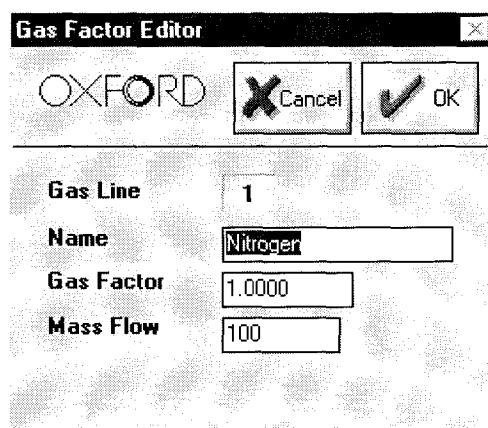 Gas Factor Editor
OXFORD
Cancel
OK
Gas Line 1
Name Nitrogen
Gas Factor 1.0000
Mass Flow 100